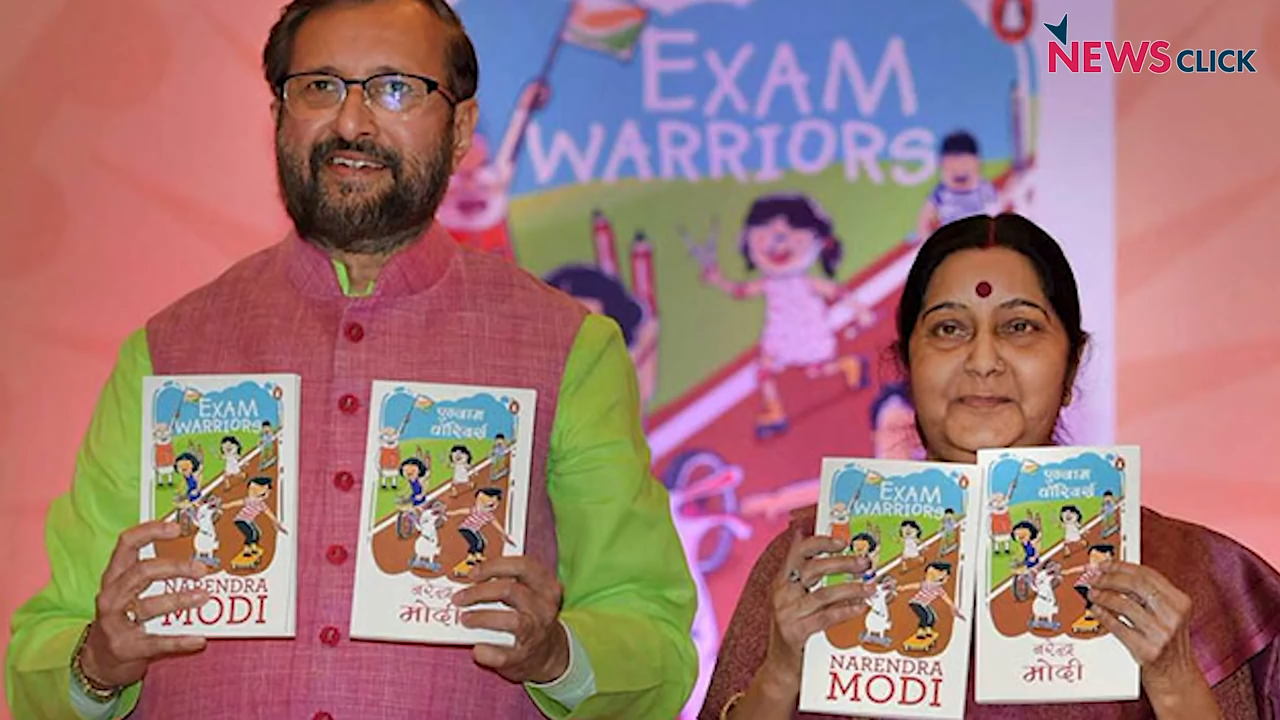 NEWSCLICK
EXAM
WARRIORS
EXAM
WARRIORS
NARENDRA
MODI
एग्जाम
वॉरियर्स
नरेन्द्र
मोदी
EXAM
WARRIORS
NARENDRA
MODI
एग्जाम
वॉरियर्स
नरेन्द्र
मोदी